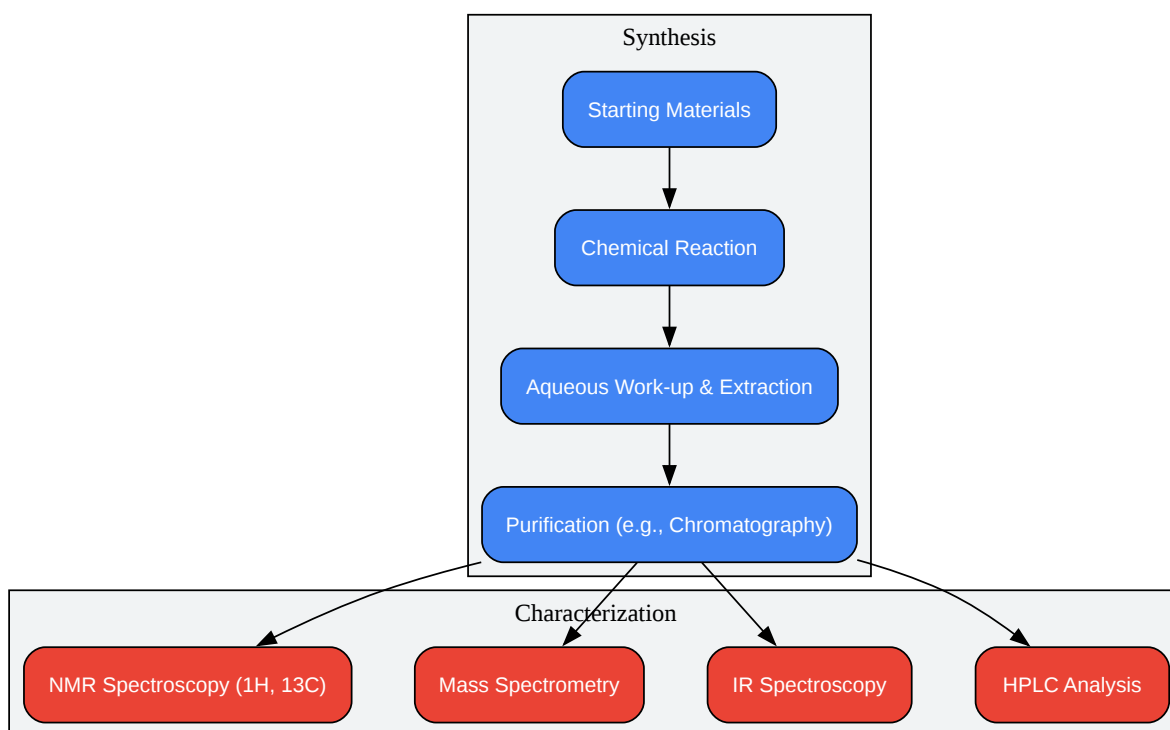 Synthesis
Starting Materials
Chemical Reaction
Aqueous Work-up & Extraction
Purification (e.g., Chromatography)
Characterization
NMR Spectroscopy (1H, 13C)
Mass Spectrometry
IR Spectroscopy
HPLC Analysis